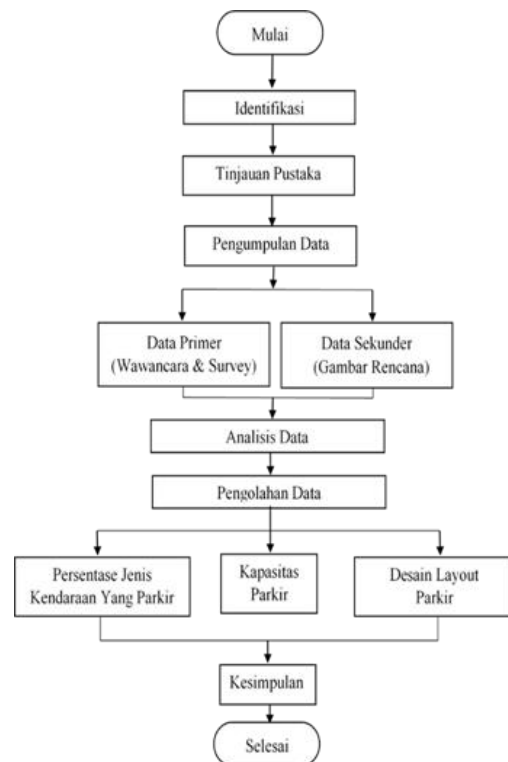 Mulai
Identifikasi
Tinjauan Pustaka
Pengumpulan Data
Data Primer
(Wawancara & Survey)
Data Sekunder
(Gambar Rencana)
Analisis Data
Pengolahan Data
Persentase Jenis
Kendaraan Yang Parkir
Kapasitas
Parkir
Desain Layout
Parkir
Kesimpulan
Selesai